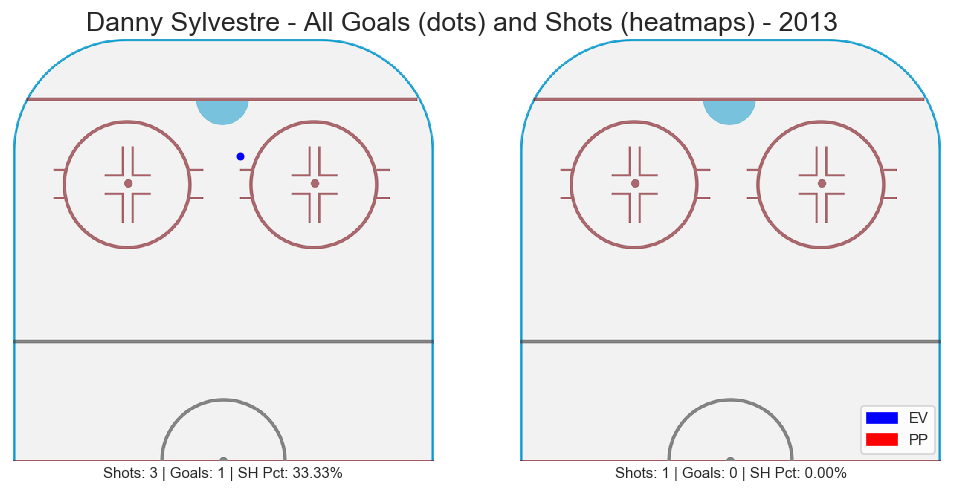 Danny Sylvestre - All Goals (dots) and Shots (heatmaps) - 2013
EV
PP
Shots: 3 | Goals: 1 | SH Pct: 33.33%
Shots: 1 | Goals: 0 | SH Pct: 0.00%